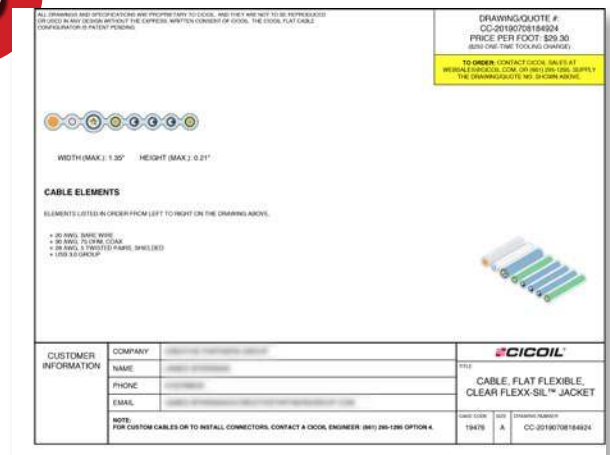 ALL DRAWINGS AND SPECIFICATIONS ARE PROPRIETARY TO CICOIL, AND THEY ARE NOT TO BE REPRODUCED
OR USED IN ANY DESIGN WITHOUT THE EXPRESS, WRITTEN CONSENT OF CICOIL. THE CICOIL FLAT CABLE
CONFIGURATOR IS PATENT PENDING.
DRAWING/QUOTE #:
CC-20190708184924
PRICE PER FOOT: $29.30
($250 ONE-TIME TOOLING CHARGE)
TO ORDER: CONTACT CICOIL SALES AT
WEBSALES@CICOIL.COM, OR (661) 295-1295. SUPPLY
THE DRAWING/QUOTE NO. SHOWN ABOVE.
WIDTH (MAX.): 1.35" HEIGHT (MAX.): 0.21"
CABLE ELEMENTS
ELEMENTS LISTED IN ORDER FROM LEFT TO RIGHT ON THE DRAWING ABOVE.
• 20 AWG, BARE WIRE
• 30 AWG, 75 OHM, COAX
• 28 AWG, 5 TWISTED PAIRS, SHIELDED
• USB 3.0 GROUP
CUSTOMER
INFORMATION
COMPANY
NAME
PHONE
EMAIL
NOTE:
FOR CUSTOM CABLES OR TO INSTALL CONNECTORS, CONTACT A CICOIL ENGINEER: (661) 295-1295 OPTION 4.
CICOIL
TITLE
CABLE, FLAT FLEXIBLE,
CLEAR FLEXX-SIL™ JACKET
CAGE CODE SIZE DRAWING NUMBER
19478 A CC-20190708184924